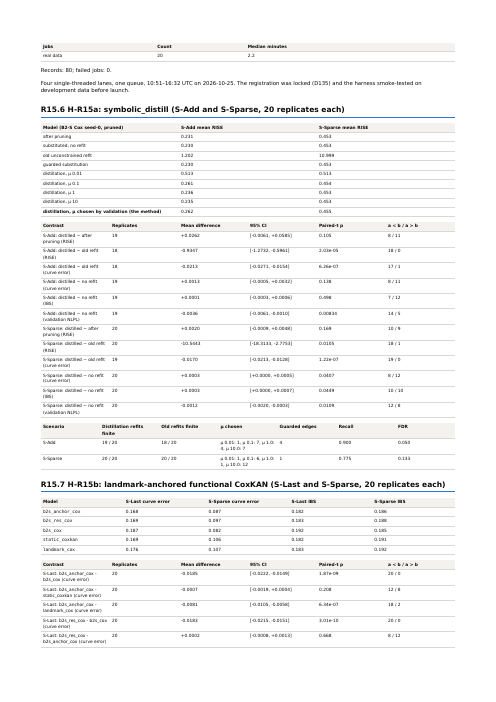 Jobs Count Median minutes
real data 20 2.2
Records: 80; failed jobs: 0.
Four single-threaded lanes, one queue, 10:51–16:32 UTC on 2026-10-25. The registration was locked (D135) and the harness smoke-tested on
development data before launch.
R15.6 H-R15a: symbolic_distill (S-Add and S-Sparse, 20 replicates each)
Model (B2-S Cox seed-0, pruned) S-Add mean RISE S-Sparse mean RISE
after pruning 0.231 0.453
substituted, no refit 0.230 0.453
old unconstrained refit 1.202 10.999
guarded substitution 0.230 0.453
distillation, μ 0.01 0.513 0.513
distillation, μ 0.1 0.261 0.454
distillation, μ 1 0.236 0.453
distillation, μ 10 0.235 0.453
distillation, μ chosen by validation (the method) 0.262 0.455
Contrast Replicates Mean difference 95% CI Paired-t p a < b / a > b
S-Add: distilled − after 19 +0.0262 [-0.0061, +0.0585] 0.105 8 / 11
pruning (RISE)
S-Add: distilled − old refit 18 -0.9347 [-1.2732, -0.5961] 2.03e-05 18 / 0
(RISE)
S-Add: distilled − old refit 18 -0.0213 [-0.0271, -0.0154] 6.26e-07 17 / 1
(curve error)
S-Add: distilled − no refit 19 +0.0013 [-0.0005, +0.0032] 0.138 8 / 11
(curve error)
S-Add: distilled − no refit 19 +0.0001 [-0.0003, +0.0006] 0.498 7 / 12
(IBS)
S-Add: distilled − no refit 19 -0.0036 [-0.0061, -0.0010] 0.00834 14 / 5
(validation NLPL)
S-Sparse: distilled − after 20 +0.0020 [-0.0009, +0.0048] 0.169 10 / 9
pruning (RISE)
S-Sparse: distilled − old refit 20 -10.5443 [-18.3133, -2.7753] 0.0105 18 / 1
(RISE)
S-Sparse: distilled − old refit 19 -0.0170 [-0.0213, -0.0128] 1.22e-07 19 / 0
(curve error)
S-Sparse: distilled − no refit 20 +0.0003 [+0.0000, +0.0005] 0.0407 8 / 12
(curve error)
S-Sparse: distilled − no refit 20 +0.0003 [+0.0000, +0.0007] 0.0449 10 / 10
(IBS)
S-Sparse: distilled − no refit 20 -0.0012 [-0.0020, -0.0003] 0.0109 12 / 8
(validation NLPL)
Scenario Distillation refits Old refits finite μ chosen Guarded edges Recall FDR
finite
S-Add 19 / 20 18 / 20 μ 0.01: 1, μ 0.1: 7, μ 1.0: 4 0.900 0.050
4, μ 10.0: 7
S-Sparse 20 / 20 20 / 20 μ 0.01: 1, μ 0.1: 6, μ 1.0: 1 0.775 0.133
1, μ 10.0: 12
R15.7 H-R15b: landmark-anchored functional CoxKAN (S-Last and S-Sparse, 20 replicates each)
Model S-Last curve error S-Sparse curve error S-Last IBS S-Sparse IBS
b2s_anchor_cox 0.168 0.087 0.182 0.186
b2s_res_cox 0.169 0.097 0.183 0.188
b2s_cox 0.187 0.082 0.192 0.185
static_coxkan 0.169 0.106 0.182 0.191
landmark_cox 0.176 0.107 0.183 0.192
Contrast Replicates Mean difference 95% CI Paired-t p a < b / a > b
S-Last: b2s_anchor_cox - 20 -0.0185 [-0.0222, -0.0149] 1.87e-09 20 / 0
b2s_cox (curve error)
S-Last: b2s_anchor_cox - 20 -0.0007 [-0.0019, +0.0004] 0.208 12 / 8
static_coxkan (curve error)
S-Last: b2s_anchor_cox - 20 -0.0081 [-0.0105, -0.0058] 6.34e-07 18 / 2
landmark_cox (curve error)
S-Last: b2s_res_cox - b2s_cox 20 -0.0183 [-0.0215, -0.0151] 3.01e-10 20 / 0
(curve error)
S-Last: b2s_res_cox - 20 +0.0002 [-0.0008, +0.0013] 0.668 8 / 12
b2s_anchor_cox (curve error)